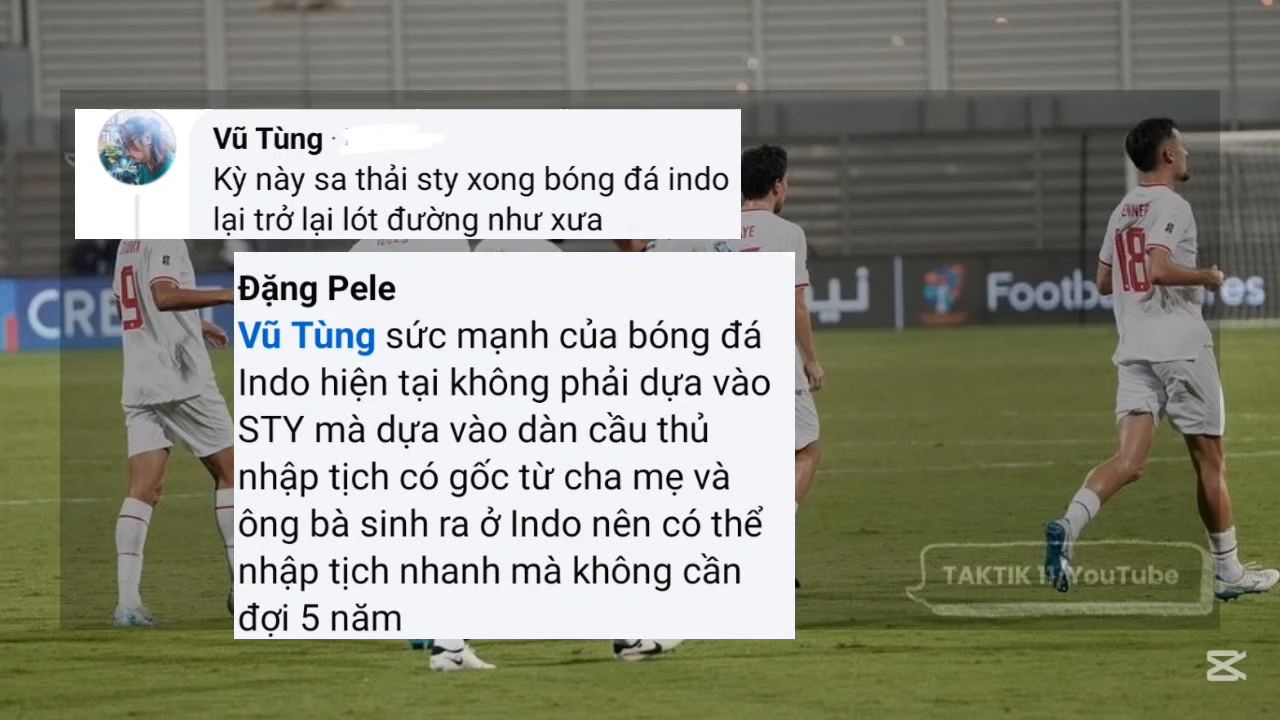 Vũ Tùng ·
Kỳ này sa thải sty xong bóng đá indo
lại trở lại lót đường như xưa
Đặng Pele
Vũ Tùng sức mạnh của bóng đá
Indo hiện tại không phải dựa vào
STY mà dựa vào dàn cầu thủ
nhập tịch có gốc từ cha mẹ và
ông bà sinh ra ở Indo nên có thể
nhập tịch nhanh mà không cần
đợi 5 năm
9
18
TAKTIK 11 YouTube